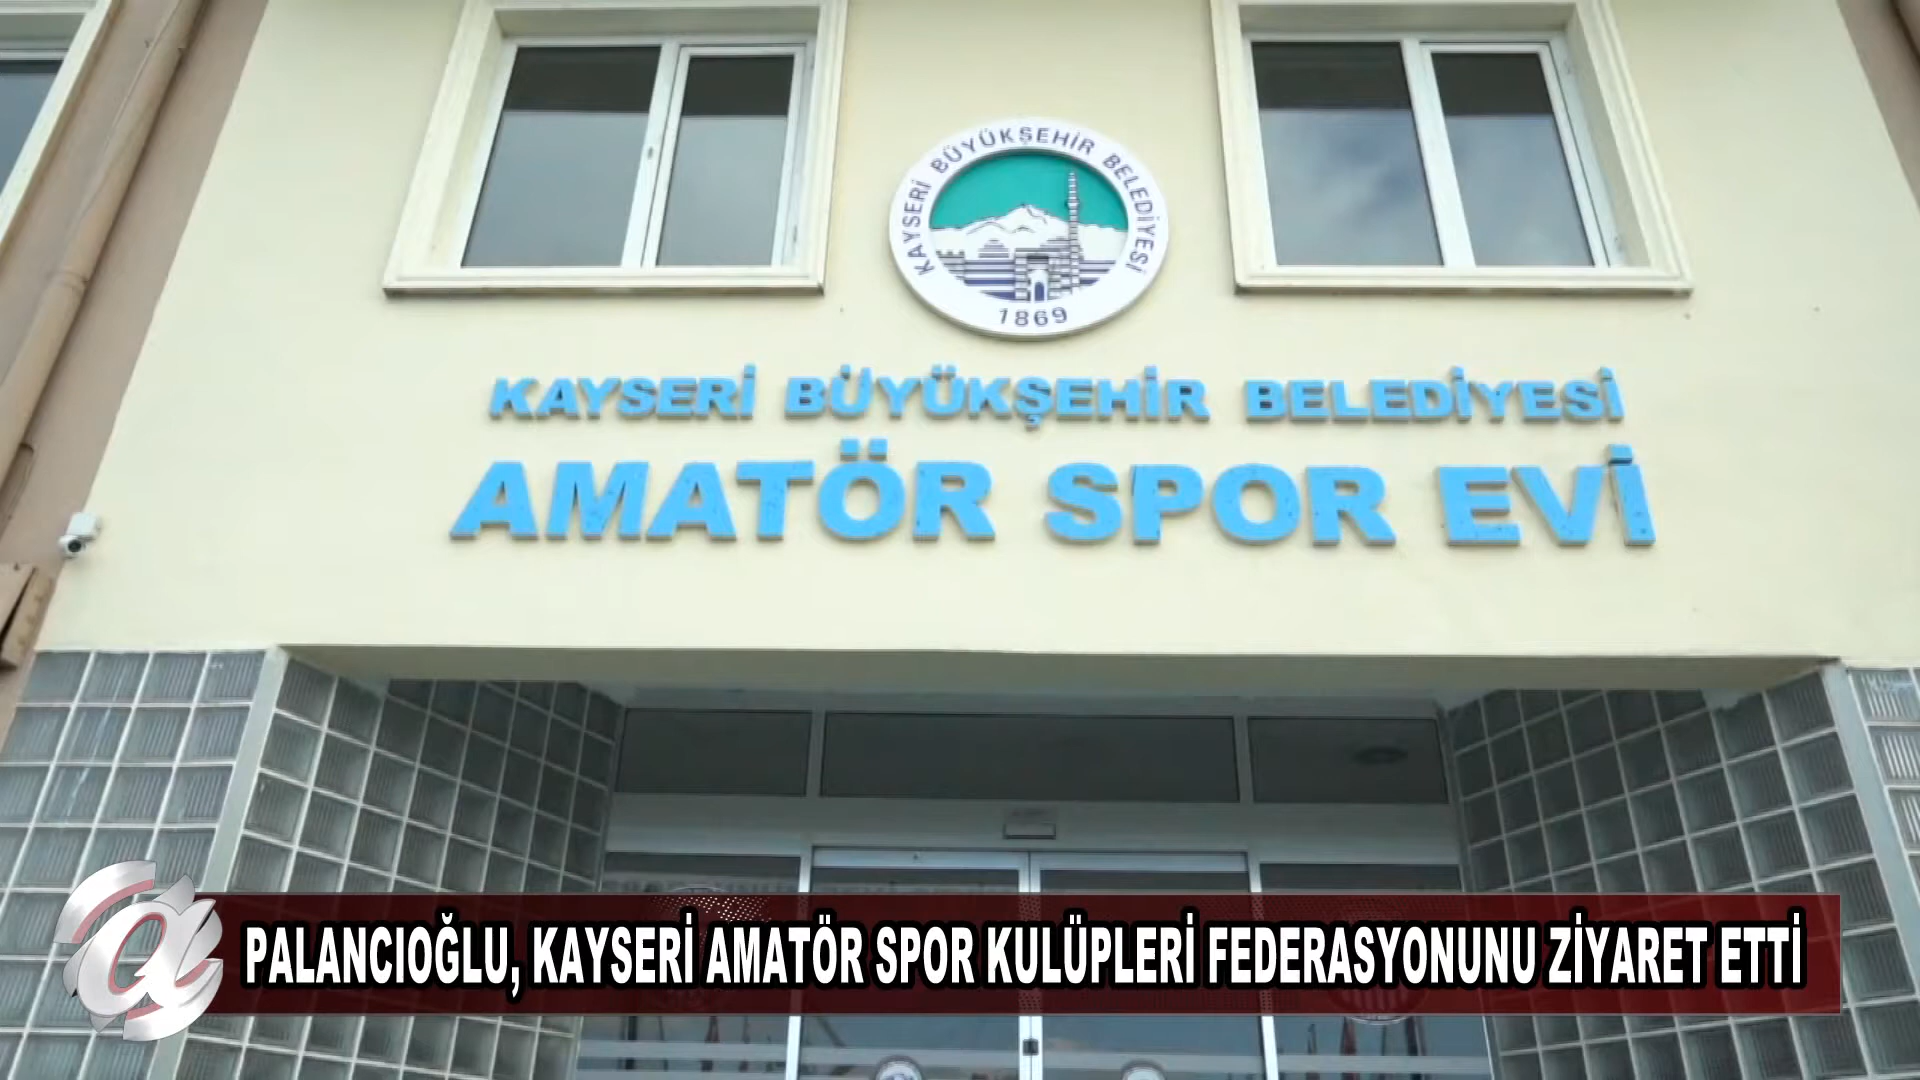 KAYSERİ BÜYÜKŞEHİR BELEDİYESİ
1869
KAYSERİ BÜYÜKŞEHİR BELEDİYESİ
AMATÖR SPOR EVİ
PALANCIOĞLU, KAYSERİ AMATÖR SPOR KULÜPLERİ FEDERASYONUNU ZİYARET ETTİ